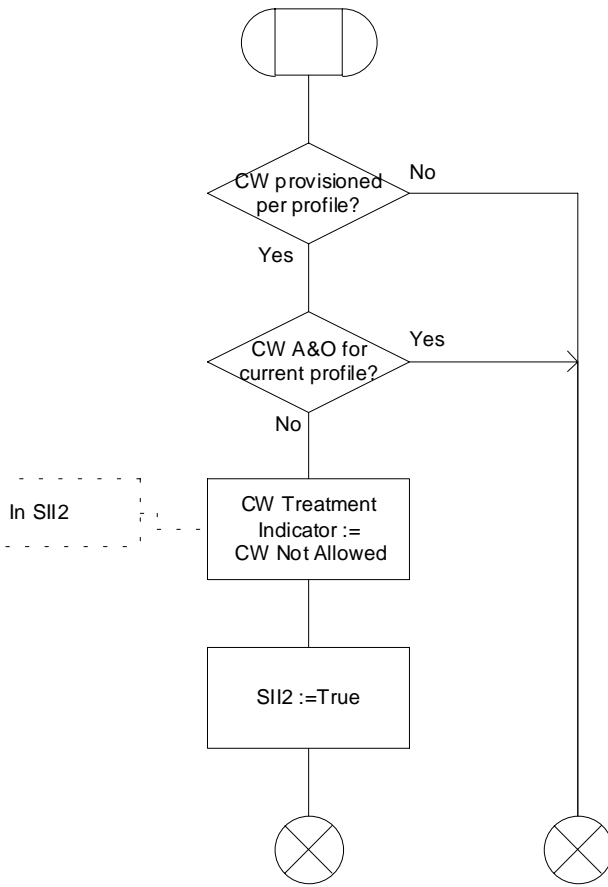 CW provisioned
per profile?
No
Yes
CW A&O for
current profile?
Yes
No
In SII2
CW Treatment
Indicator :=
CW Not Allowed
SII2 :=True